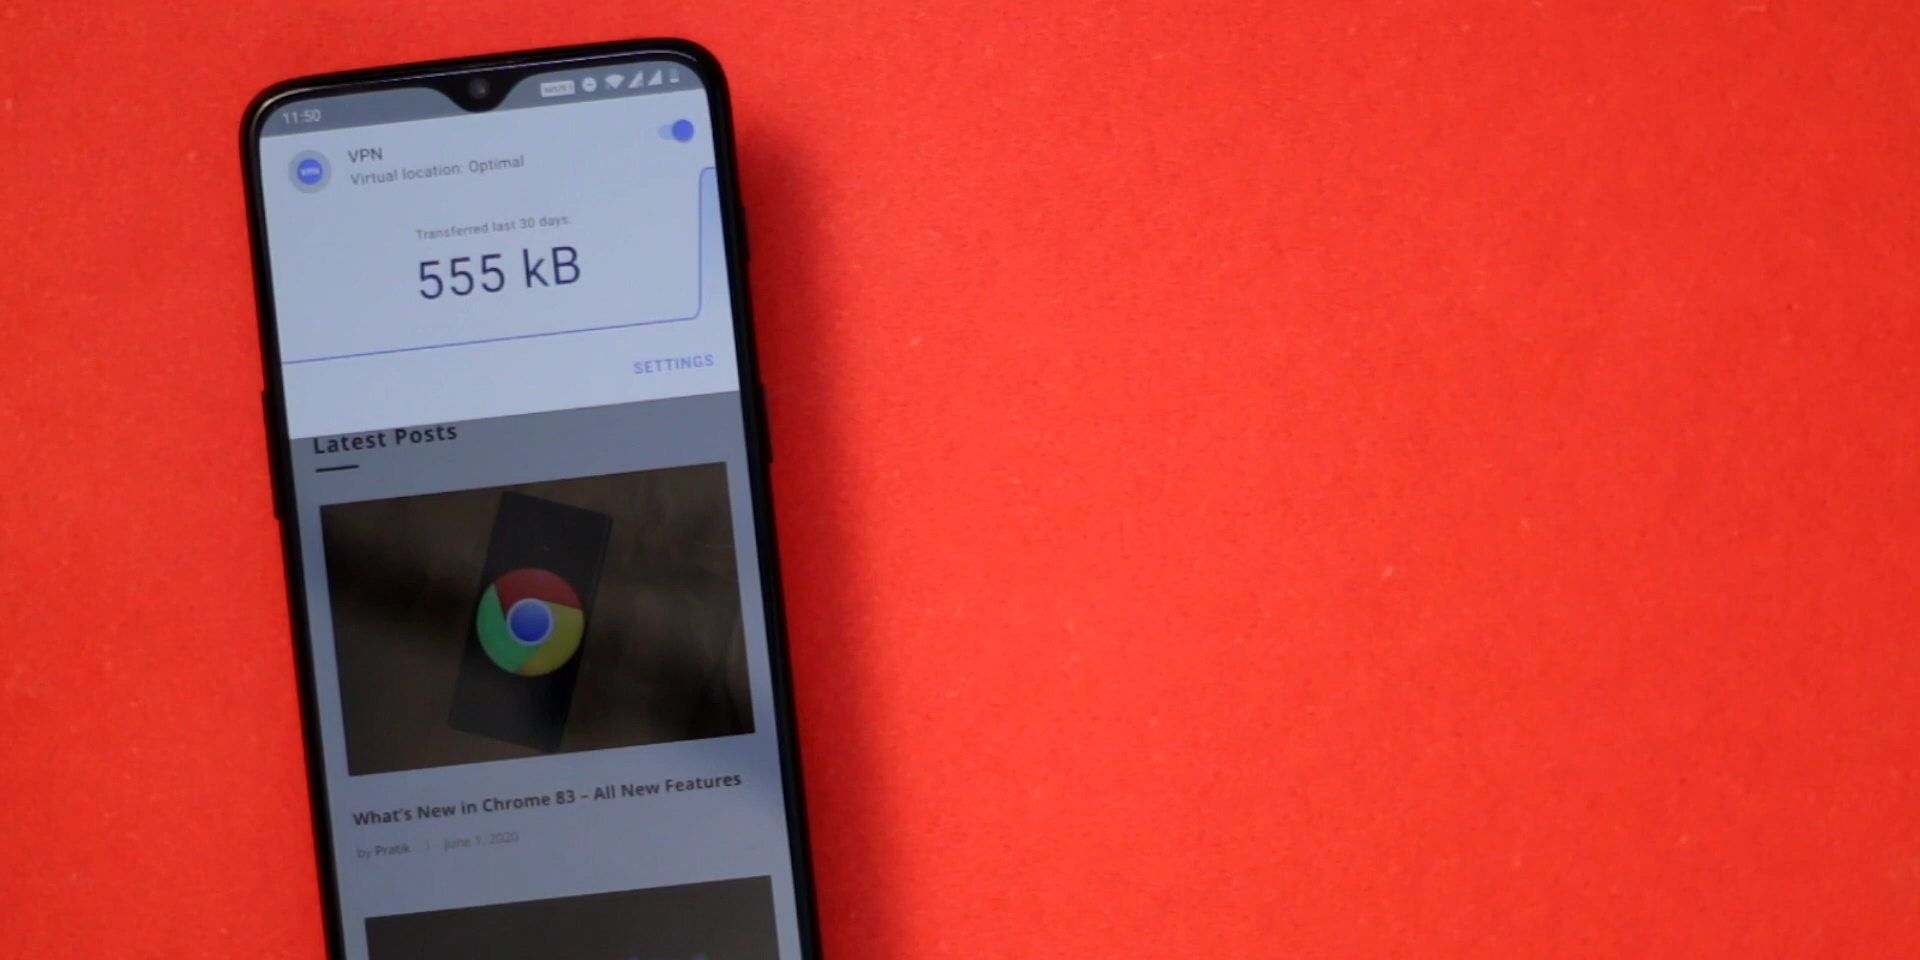 11:50
VPN
VPN
Virtual location: Optimal
Transferred last 30 days:
555 kB
SETTINGS
Latest Posts
What's New in Chrome 83 – All New Features
by Pratik | June 1, 2020